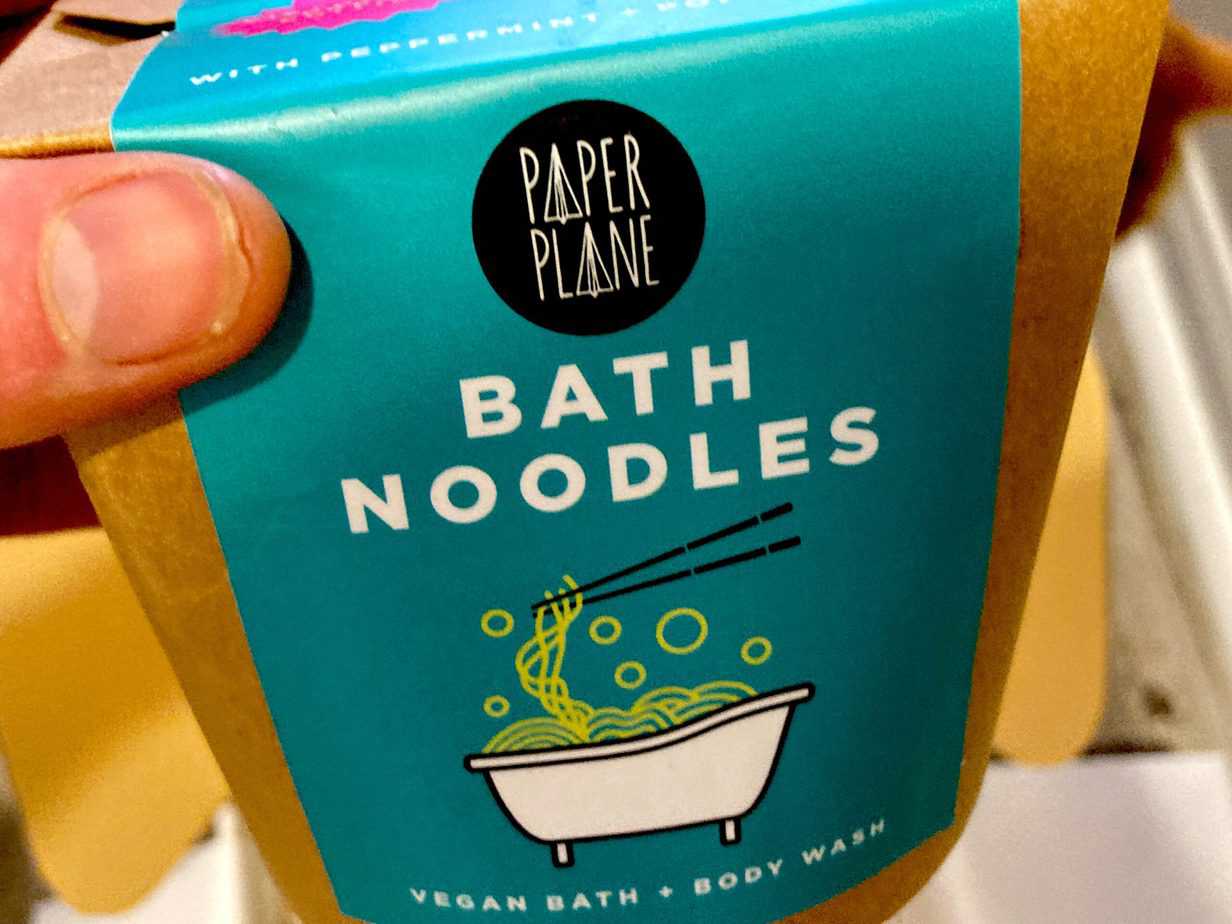 WITH PEPPERMINT +
PAPER
PLANE
BATH
NOODLES
VEGAN BATH + BODY WASH